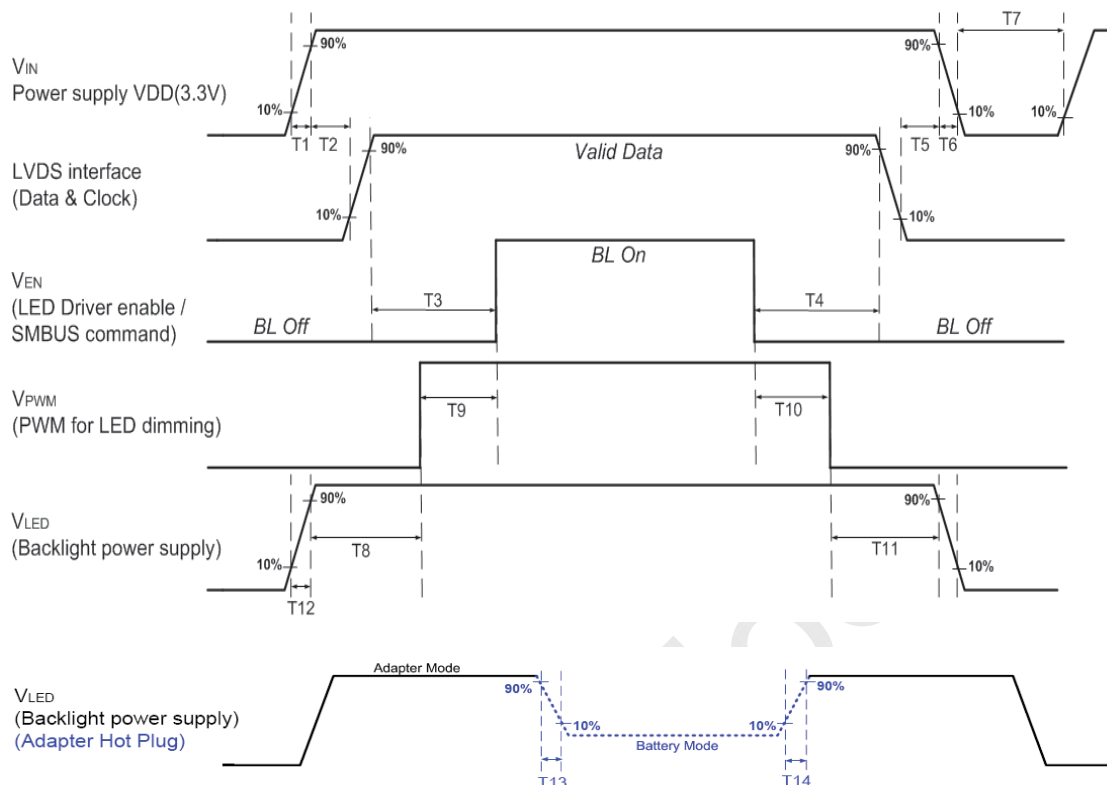 T7
90%
90%
VIN
Power supply VDD(3.3V)
10%
10%
10%
T1
T2
T5
T6
LVDS interface
(Data & Clock)
90%
Valid Data
90%
10%
10%
VEN
(LED Driver enable /
SMBUS command)
BL On
T3
T4
BL Off
BL Off
VPWM
(PWM for LED dimming)
T9
T10
90%
90%
VLED
(Backlight power supply)
T8
T11
10%
10%
T12
VLED
(Backlight power supply)
(Adapter Hot Plug)
Adapter Mode
90%
90%
10%
10%
Battery Mode
T13
T14